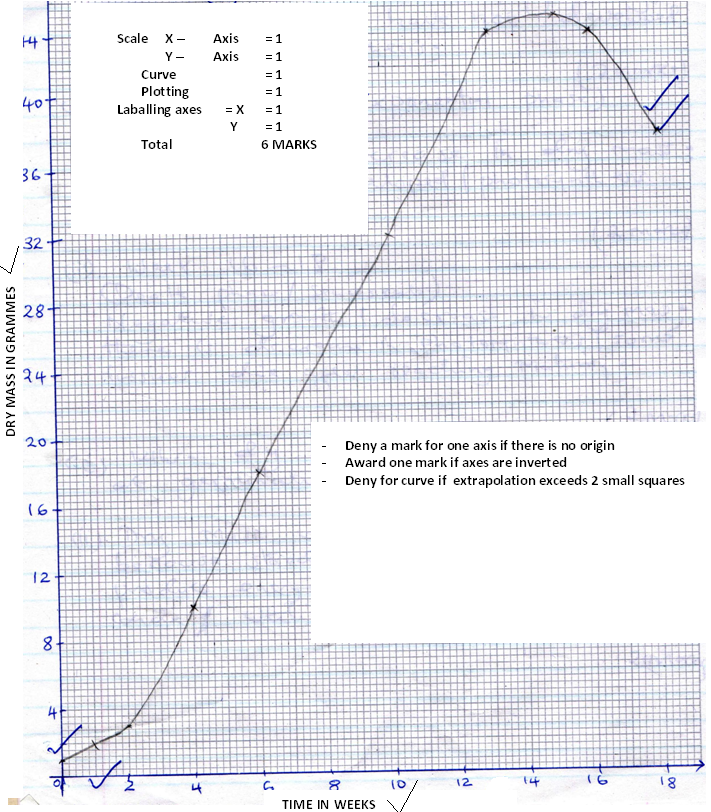 44
Scale X – Axis = 1
Y – Axis = 1
Curve = 1
Plotting = 1
Laballing axes = X = 1
Y = 1
Total 6 MARKS
40
36
32
28
24
20
16
12
8
4
DRY MASS IN GRAMMES
- Deny a mark for one axis if there is no origin
- Award one mark if axes are inverted
- Deny for curve if extrapolation exceeds 2 small squares
0 2 4 6 8 10 12 14 16 18
TIME IN WEEKS